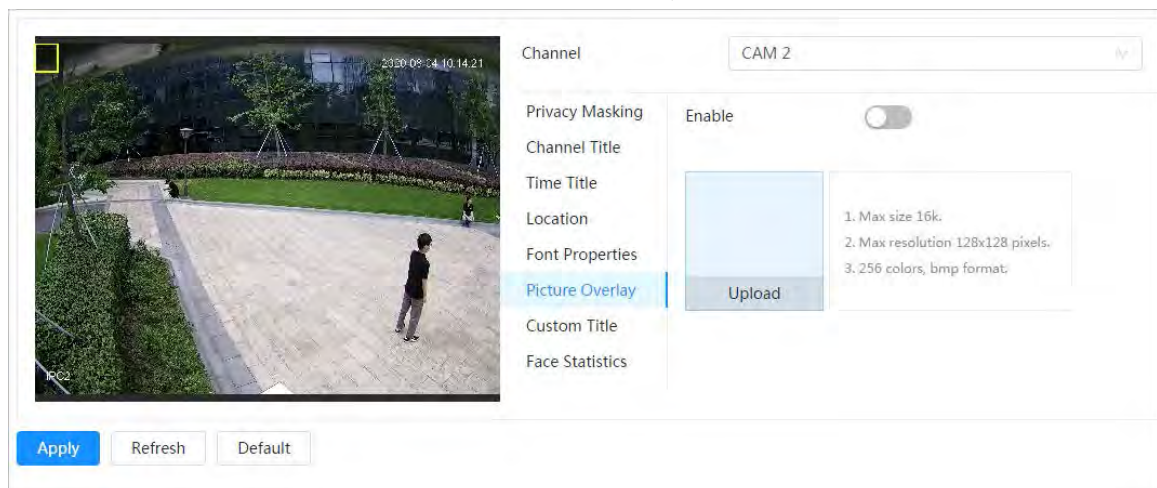 Channel
CAM 2
2020-09-04 10:14:21
IPC2
Privacy Masking
Channel Title
Time Title
Location
Font Properties
Picture Overlay
Custom Title
Face Statistics
Enable
Upload
1. Max size 16k.
2. Max resolution 128x128 pixels.
3. 256 colors, bmp format.
Apply
Refresh
Default